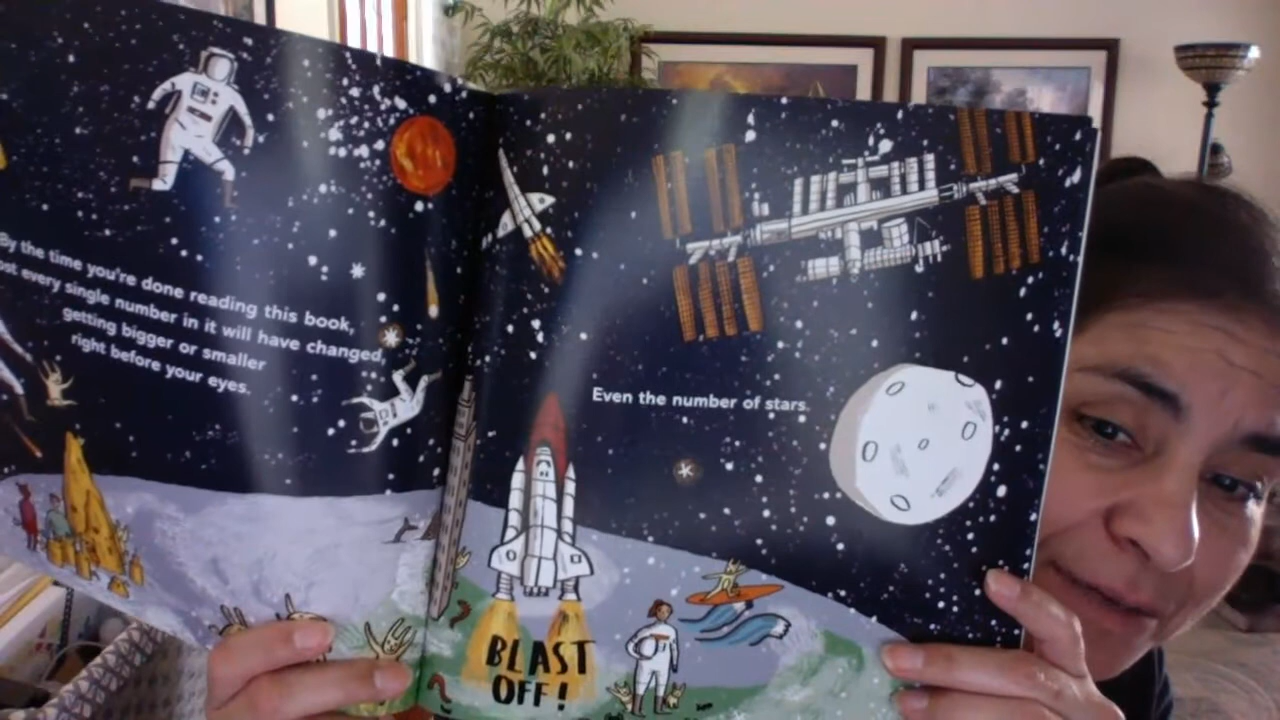 By the time you're done reading this book,
every single number in it will have changed,
getting bigger or smaller
right before your eyes.
Even the number of stars.
BLAST
OFF!